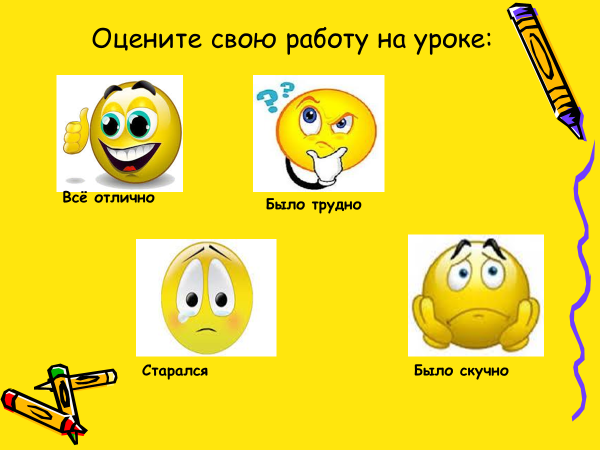 Оцените свою работу на уроке:
Всё отлично
Было трудно
Старался
Было скучно